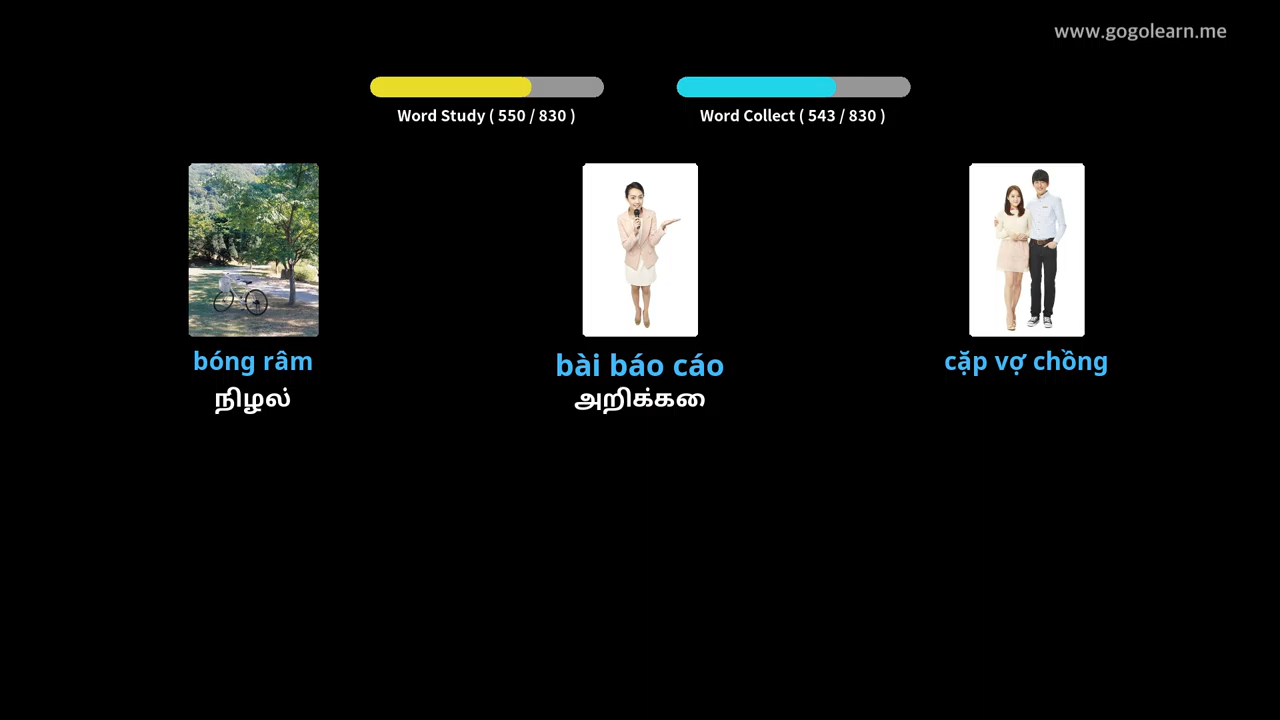 www.gogolearn.me
Word Study ( 550 / 830 )
Word Collect ( 543 / 830 )
bóng râm
bài báo cáo
cặp vợ chồng
நிழல்
அறிக்கை